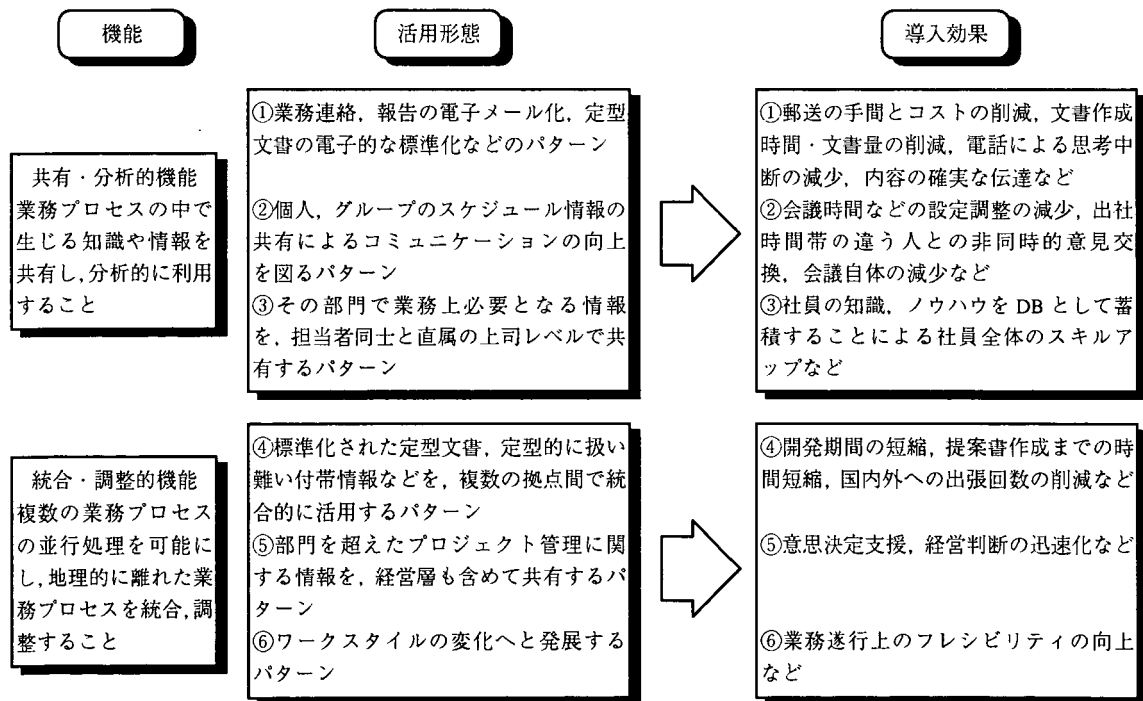 機能
活用形態
導入効果
共有・分析的機能
業務プロセスの中で
生じる知識や情報を
共有し,分析的に利用
すること
①業務連絡，報告の電子メール化，定型
文書の電子的な標準化などのパターン
②個人，グループのスケジュール情報の
共有によるコミュニケーションの向上
を図るパターン
③その部門で業務上必要となる情報
を，担当者同士と直属の上司レベルで共
有するパターン
①郵送の手間とコストの削減，文書作成
時間・文書量の削減，電話による思考中
断の減少，内容の確実な伝達など
②会議時間などの設定調整の減少，出社
時間帯の違う人との非同時的意見交
換，会議自体の減少など
③社員の知識，ノウハウを DB として蓄
積することによる社員全体のスキルア
ップなど
統合・調整的機能
複数の業務プロセス
の並行処理を可能に
し,地理的に離れた業
務プロセスを統合,調
整すること
④標準化された定型文書，定型的に扱い
難い付帯情報などを，複数の拠点間で統
合的に活用するパターン
⑤部門を超えたプロジェクト管理に関
する情報を，経営層も含めて共有するパ
ターン
⑥ワークスタイルの変化へと発展する
パターン
④開発期間の短縮，提案書作成までの時
間短縮，国内外への出張回数の削減など
⑤意思決定支援，経営判断の迅速化など
⑥業務遂行上のフレシビリティの向上
など